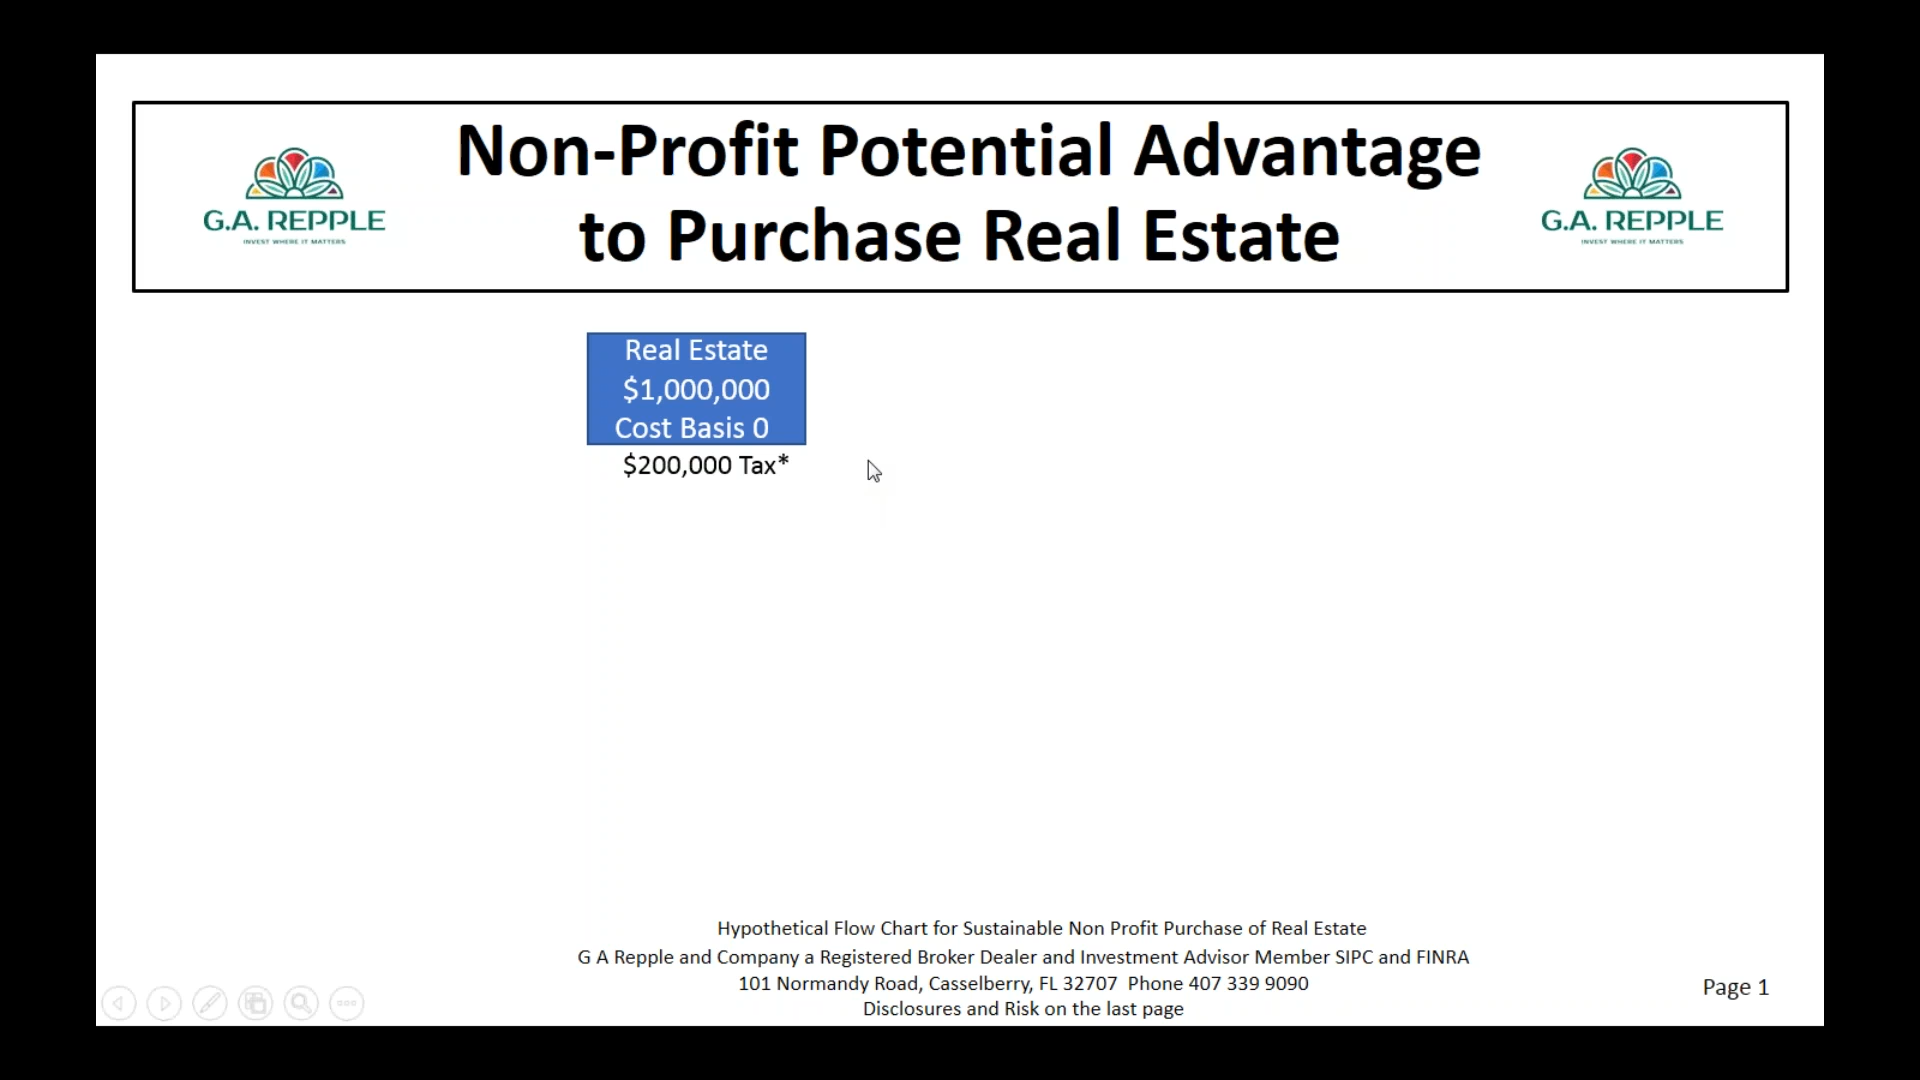 Non-Profit Potential Advantage
to Purchase Real Estate
G.A. REPPLE
INVEST WHERE IT MATTERS
G.A. REPPLE
INVEST WHERE IT MATTERS
Real Estate
$1,000,000
Cost Basis 0
$200,000 Tax*
Hypothetical Flow Chart for Sustainable Non Profit Purchase of Real Estate
G A Repple and Company a Registered Broker Dealer and Investment Advisor Member SIPC and FINRA
101 Normandy Road, Casselberry, FL 32707  Phone 407 339 9090
Disclosures and Risk on the last page
Page 1